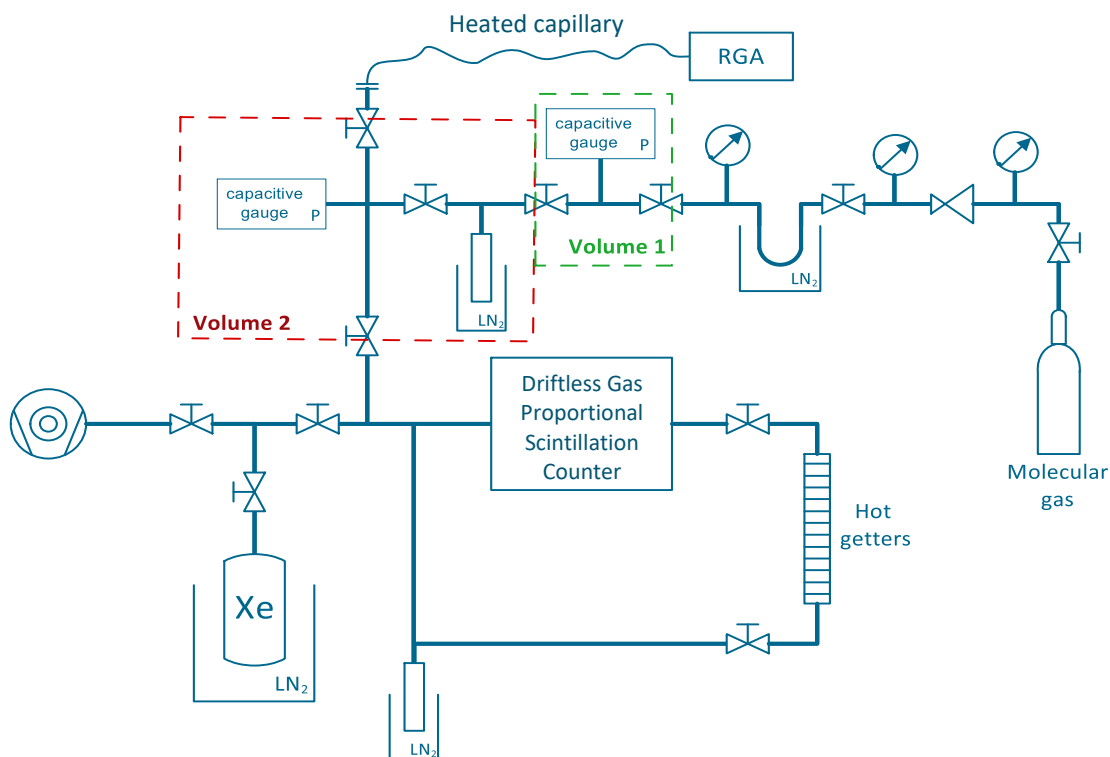 Heated capillary
RGA
capacitive
gauge P
capacitive
gauge P
Volume 1
LN2
LN2
Volume 2
Driftless Gas
Proportional
Scintillation
Counter
Molecular
gas
Hot
getters
Xe
LN2
LN2